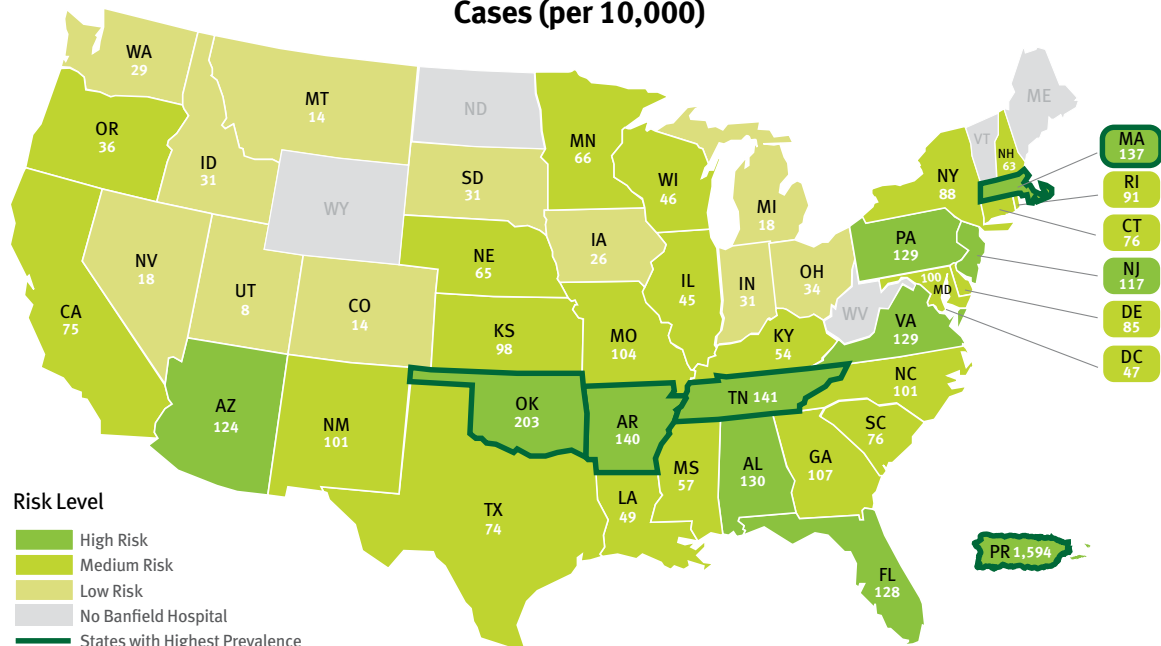 Cases (per 10,000)
WA
29
MT
14
ND
ME
OR
36
ID
31
MN
66
VT
NH
63
MA
137
WY
SD
31
WI
46
NY
88
RI
91
MI
18
CT
76
NV
18
NE
65
IA
26
PA
129
NJ
117
UT
8
CO
14
IL
45
IN
31
OH
34
100
MD
DE
85
CA
75
WV
VA
129
KS
98
MO
104
KY
54
DC
47
AZ
124
NM
101
OK
203
AR
140
TN 141
NC
101
SC
76
MS
57
AL
130
GA
107
TX
74
LA
49
PR 1,594
FL
128
Risk Level
High Risk
Medium Risk
Low Risk
No Banfield Hospital
States with Highest Prevalence